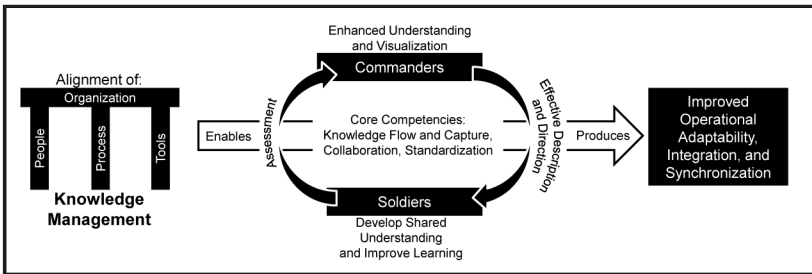 Alignment of:
Organization
People
Process
Tools
Knowledge
Management
Enables
Assessment
Enhanced Understanding
and Visualization
Commanders
Core Competencies:
Knowledge Flow and Capture,
Collaboration, Standardization
Soldiers
Develop Shared
Understanding
and Improve Learning
Effective Description
and Direction
Produces
Improved
Operational
Adaptability,
Integration, and
Synchronization